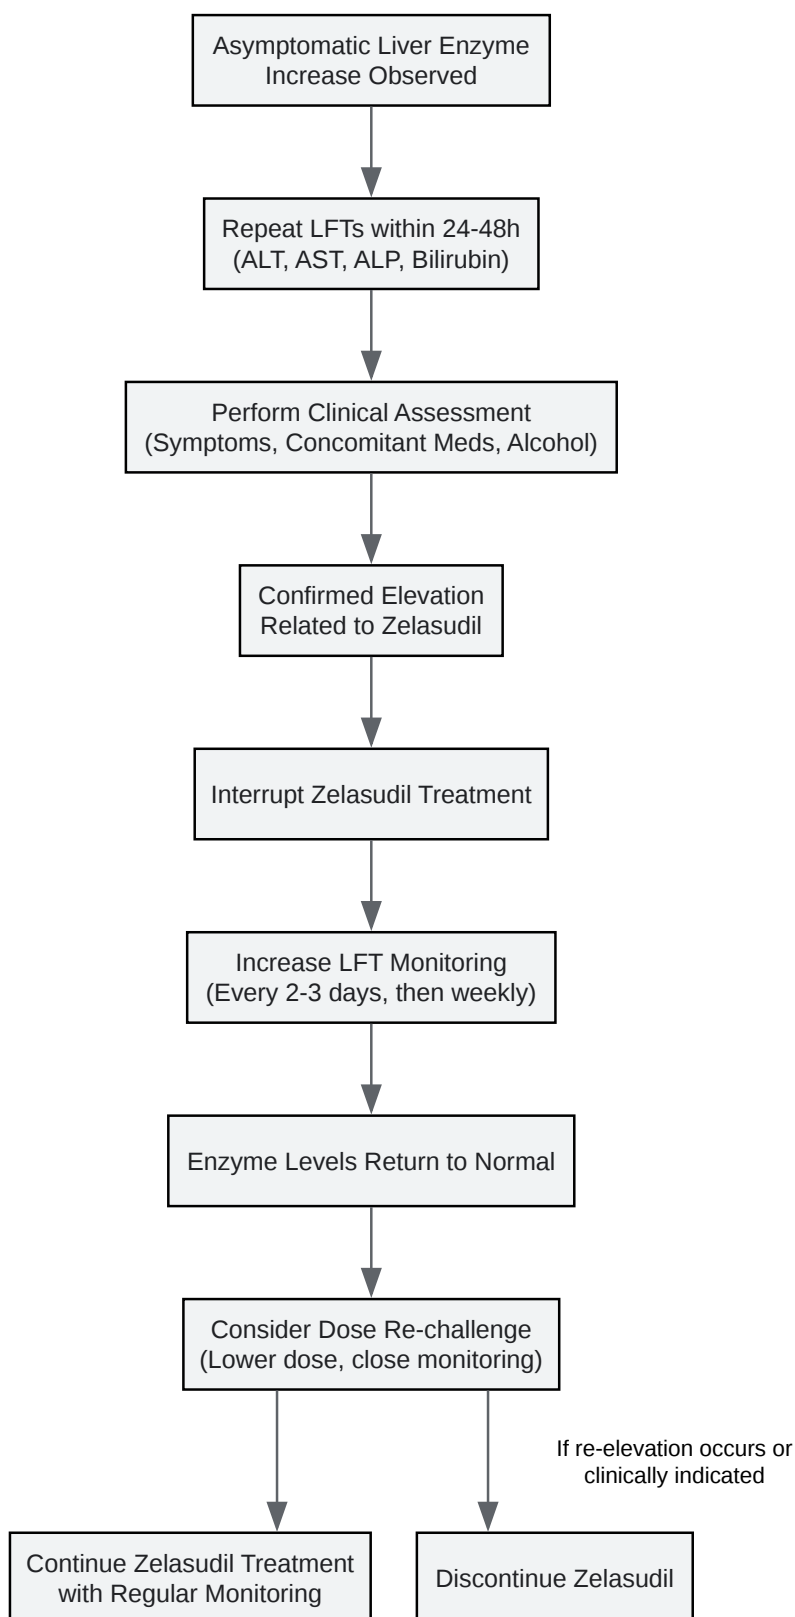 Asymptomatic Liver Enzyme
Increase Observed
Repeat LFTs within 24-48h
(ALT, AST, ALP, Bilirubin)
Perform Clinical Assessment
(Symptoms, Concomitant Meds, Alcohol)
Confirmed Elevation
Related to Zelasudil
Interrupt Zelasudil Treatment
Increase LFT Monitoring
(Every 2-3 days, then weekly)
Enzyme Levels Return to Normal
Consider Dose Re-challenge
(Lower dose, close monitoring)
If re-elevation occurs or
clinically indicated
Continue Zelasudil Treatment
with Regular Monitoring
Discontinue Zelasudil